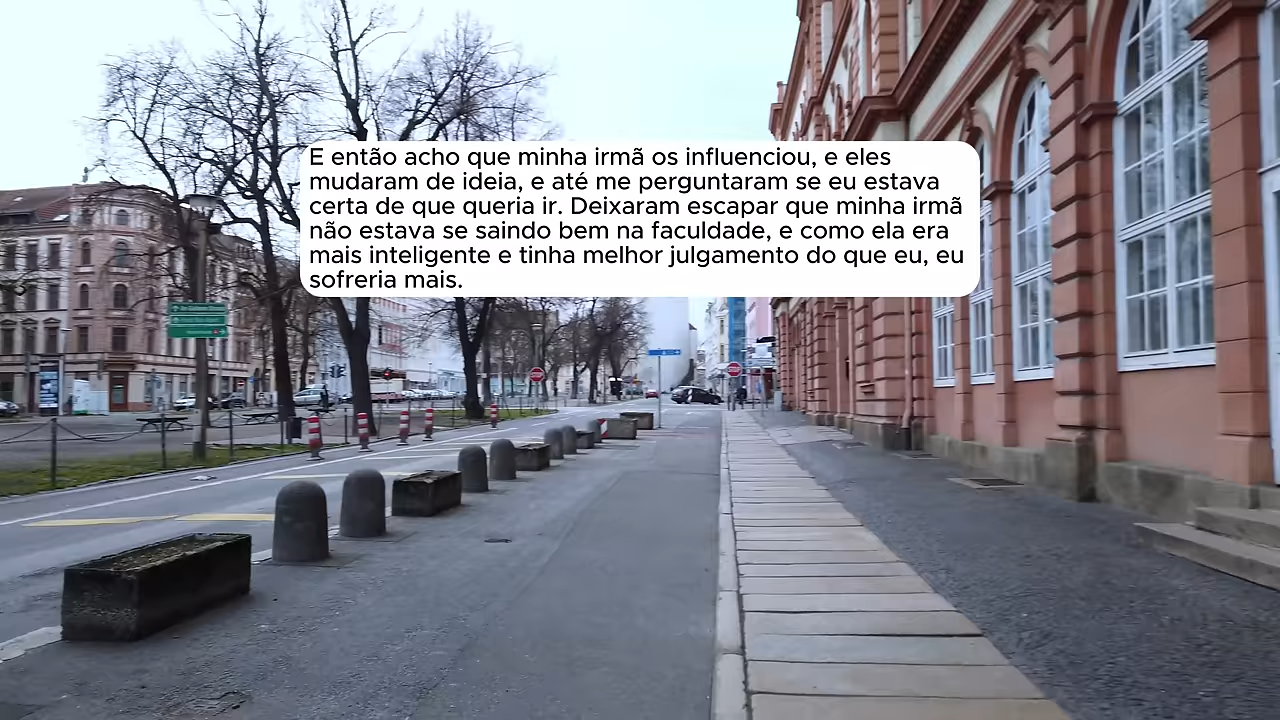 E então acho que minha irmã os influenciou, e eles
mudaram de ideia, e até me perguntaram se eu estava
certa de que queria ir. Deixaram escapar que minha irmã
não estava se saindo bem na faculdade, e como ela era
mais inteligente e tinha melhor julgamento do que eu, eu
sofreria mais.